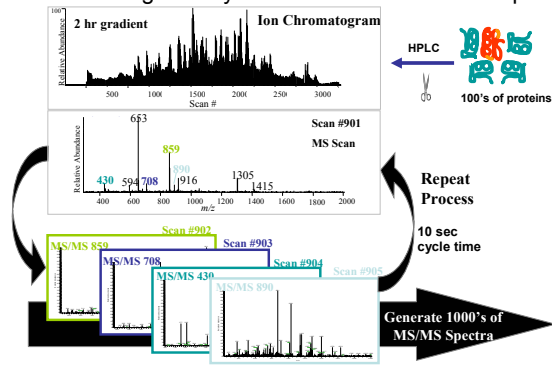 2 hr gradient
Ion Chromatogram
100
Relative Abundance
500 1000 1500 2000 2500 3000
Scan #
HPLC
100's of proteins
653
Scan #901
MS Scan
Relative Abundance
859
890
430
594
708
916
1305
1415
400 600 800 1000 1200 1400 1600 1800 2000
m/z
Repeat
Process
10 sec
cycle time
Scan #902
MS/MS 859
Scan #903
MS/MS 708
Scan #904
MS/MS 430
Scan #905
MS/MS 890
Generate 1000's of
MS/MS Spectra